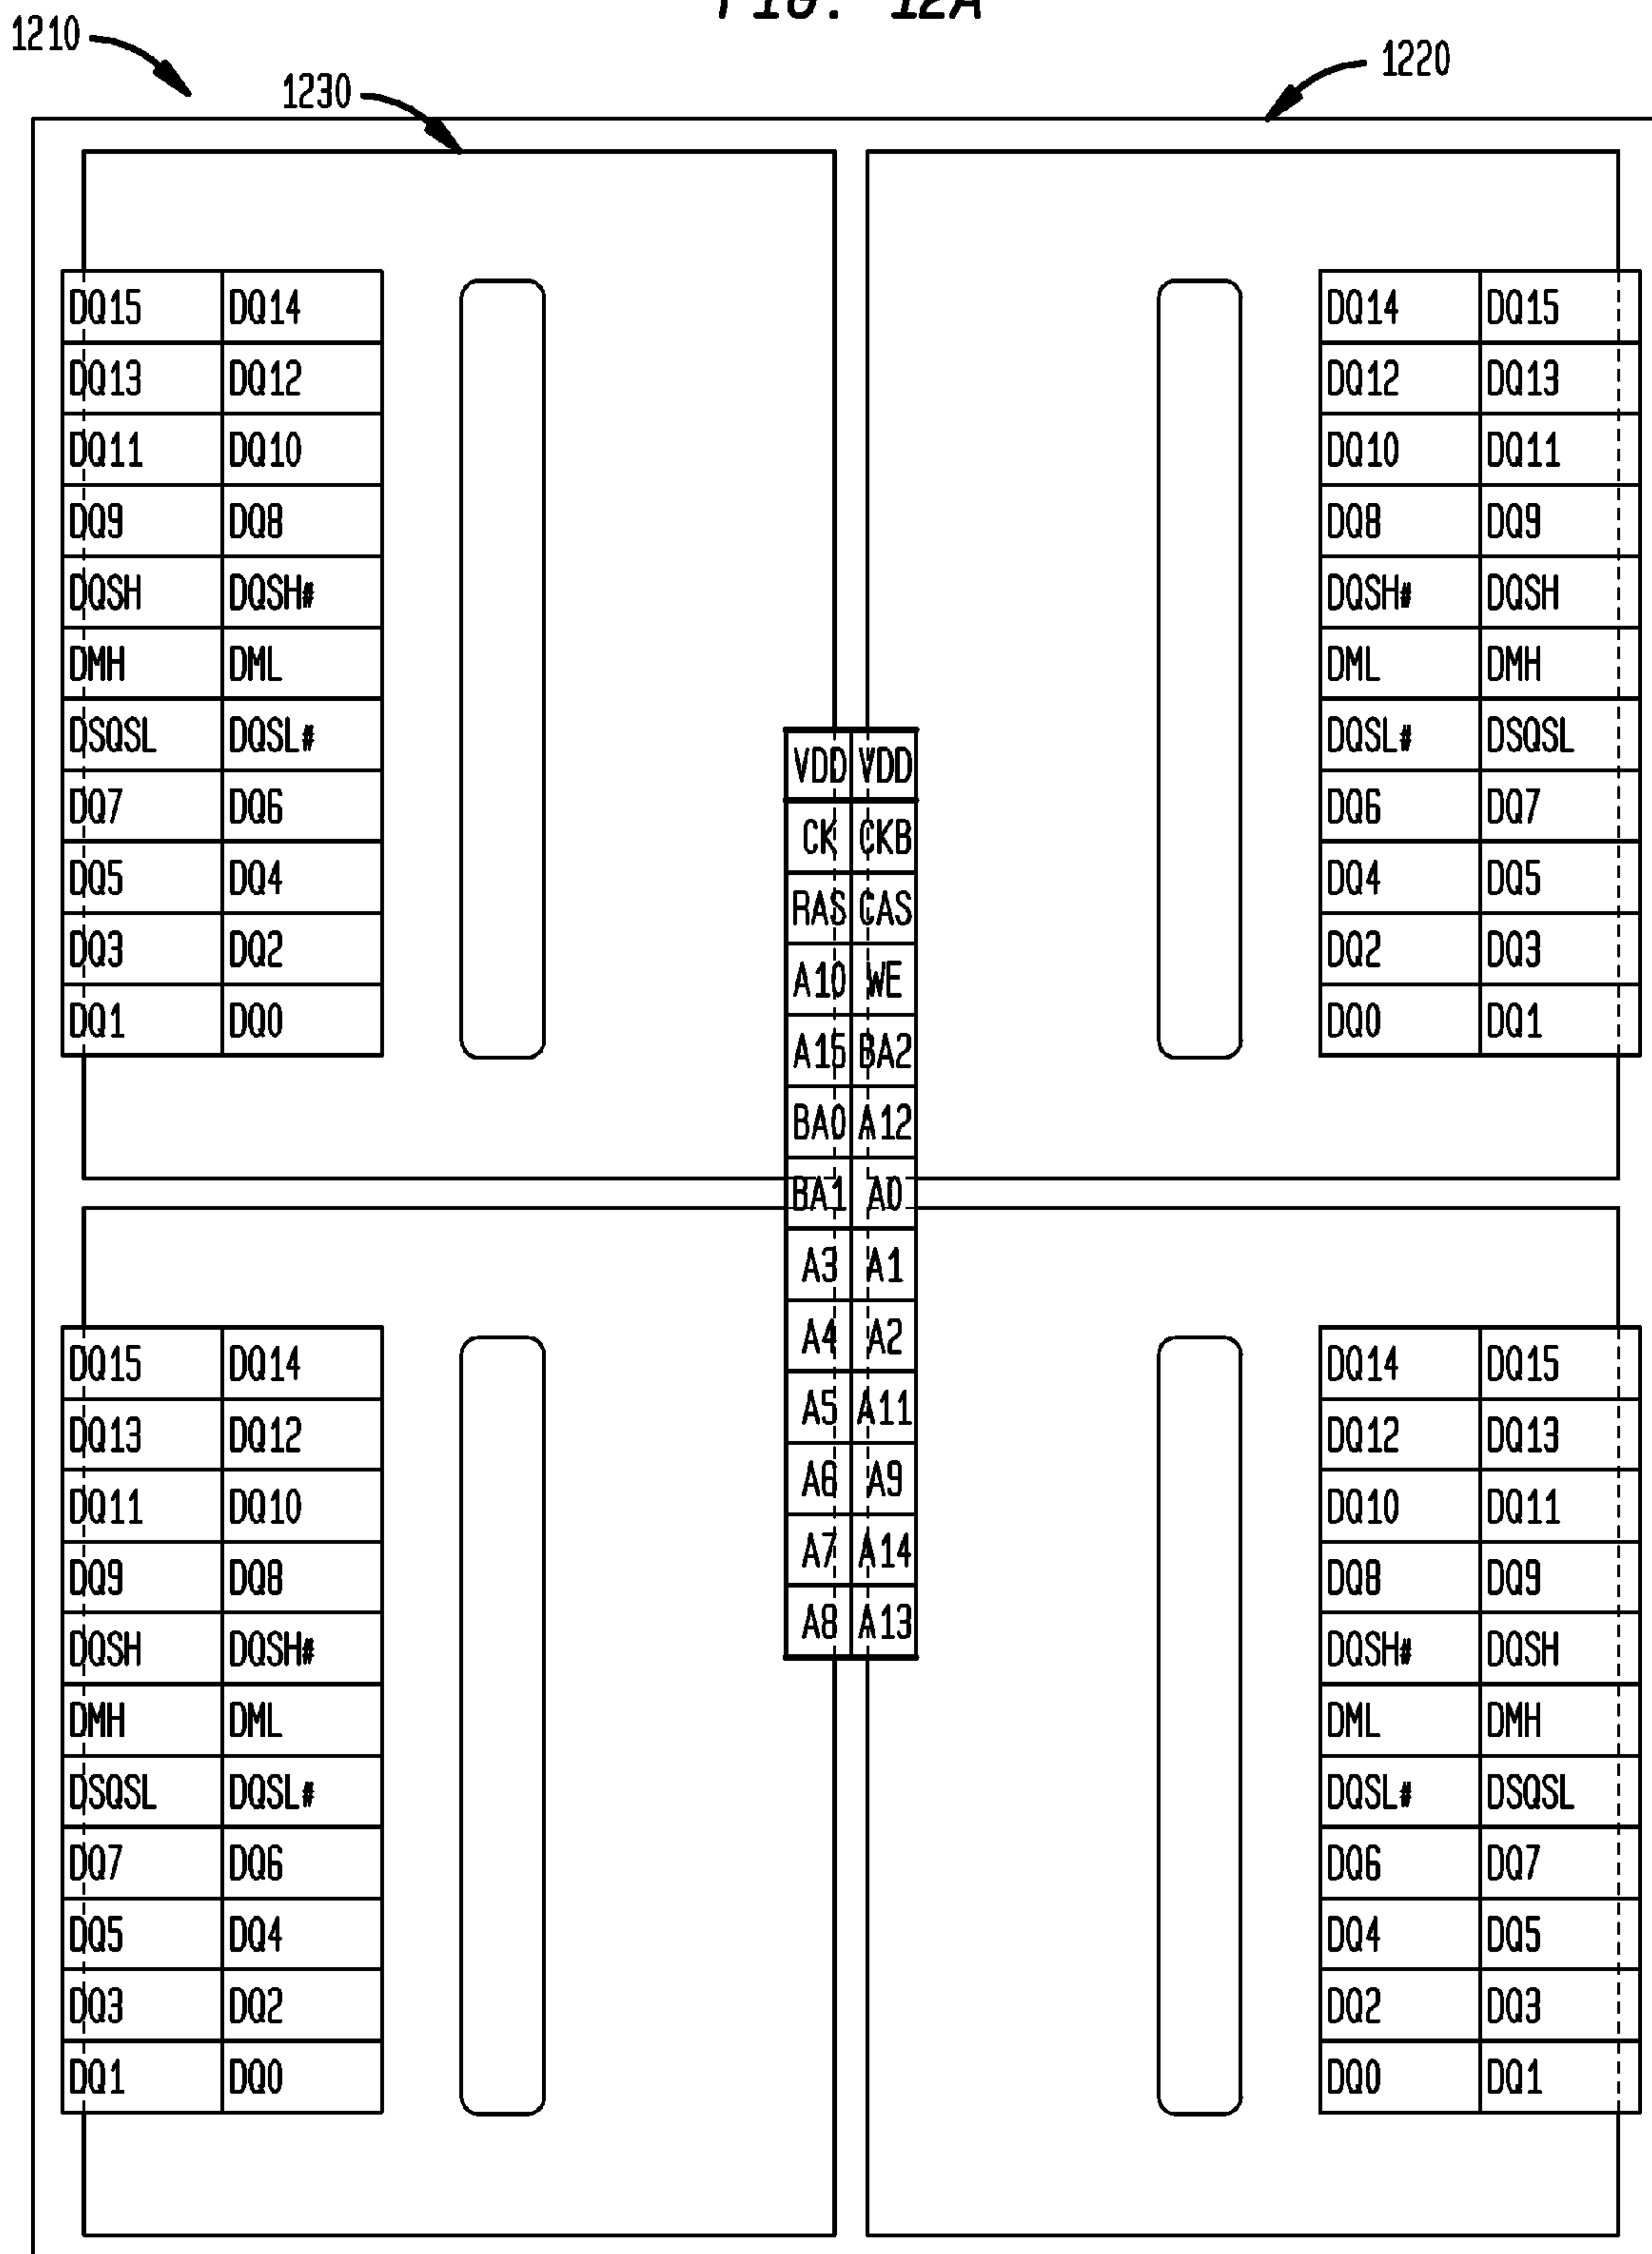 FIG. 12A
1210
1230
1220
DQ15 DQ14 DQ14 DQ15
DQ13 DQ12 DQ12 DQ13
DQ11 DQ10 DQ10 DQ11
DQ9 DQ8 DQ8 DQ9
DQSH DQSH# DQSH# DQSH
DMH DML DML DMH
DSQSL DQSL# DQSL# DSQSL
VDD VDD
DQ7 DQ6 DQ6 DQ7
CK CKB
DQ5 DQ4 DQ4 DQ5
RAS CAS
DQ3 DQ2 DQ2 DQ3
A10 WE
DQ1 DQ0 DQ0 DQ1
A15 BA2
BA0 A12
BA1 A0
A3 A1
A4 A2
DQ15 DQ14 DQ14 DQ15
A5 A11
DQ13 DQ12 DQ12 DQ13
A6 A9
DQ11 DQ10 DQ10 DQ11
A7 A14
DQ9 DQ8 DQ8 DQ9
A8 A13
DQSH DQSH# DQSH# DQSH
DMH DML DML DMH
DSQSL DQSL# DQSL# DSQSL
DQ7 DQ6 DQ6 DQ7
DQ5 DQ4 DQ4 DQ5
DQ3 DQ2 DQ2 DQ3
DQ1 DQ0 DQ0 DQ1